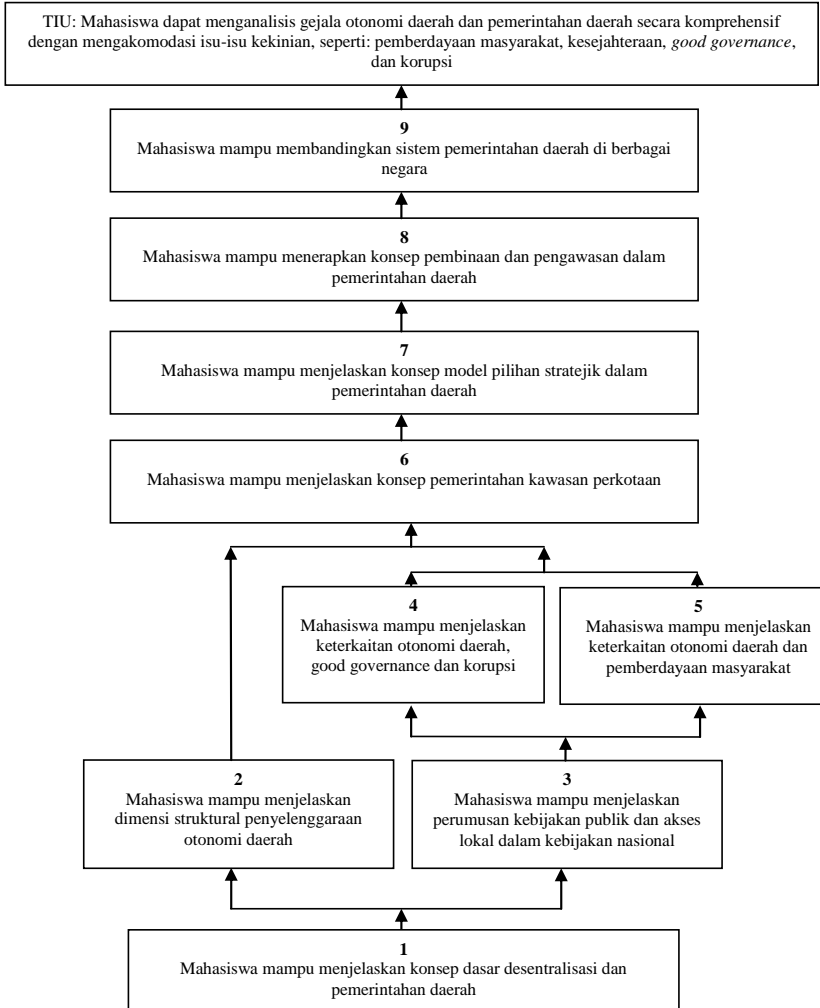 TIU: Mahasiswa dapat menganalisis gejala otonomi daerah dan pemerintahan daerah secara komprehensif
dengan mengakomodasi isu-isu kekinian, seperti: pemberdayaan masyarakat, kesejahteraan, good governance,
dan korupsi
9
Mahasiswa mampu membandingkan sistem pemerintahan daerah di berbagai
negara
8
Mahasiswa mampu menerapkan konsep pembinaan dan pengawasan dalam
pemerintahan daerah
7
Mahasiswa mampu menjelaskan konsep model pilihan stratejik dalam
pemerintahan daerah
6
Mahasiswa mampu menjelaskan konsep pemerintahan kawasan perkotaan
4
Mahasiswa mampu menjelaskan
keterkaitan otonomi daerah,
good governance dan korupsi
5
Mahasiswa mampu menjelaskan
keterkaitan otonomi daerah dan
pemberdayaan masyarakat
2
Mahasiswa mampu menjelaskan
dimensi struktural penyelenggaraan
otonomi daerah
3
Mahasiswa mampu menjelaskan
perumusan kebijakan publik dan akses
lokal dalam kebijakan nasional
1
Mahasiswa mampu menjelaskan konsep dasar desentralisasi dan
pemerintahan daerah